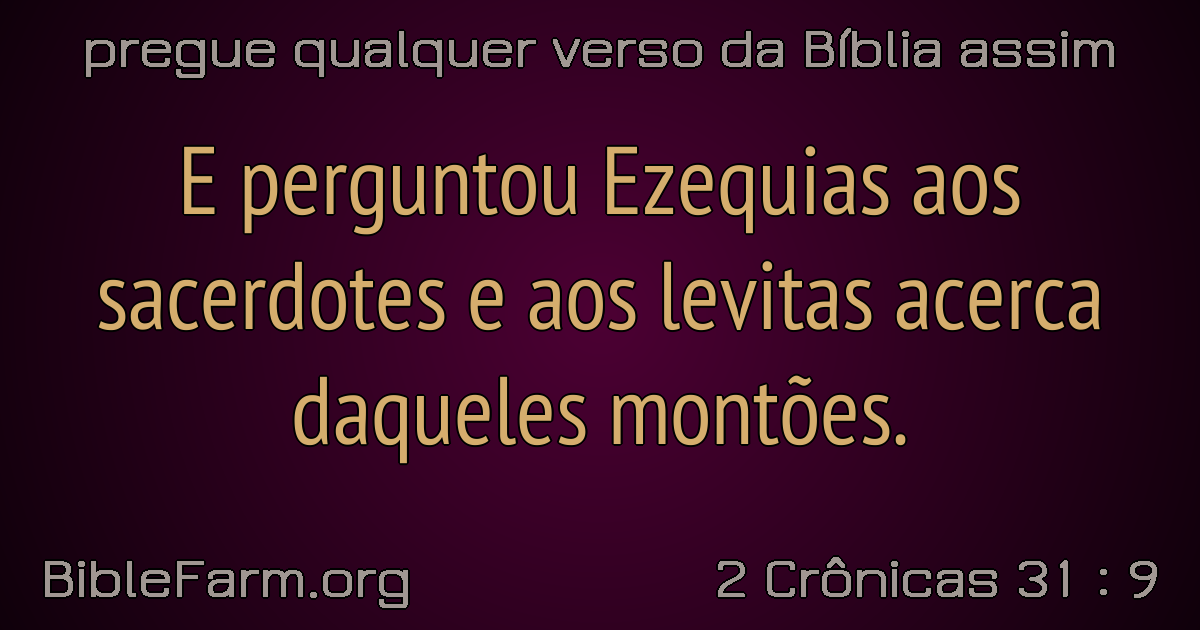 pregue qualquer verso da Bíblia assim
E perguntou Ezequias aos
sacerdotes e aos levitas acerca
daqueles montões.
BibleFarm.org
2 Crônicas 31 : 9